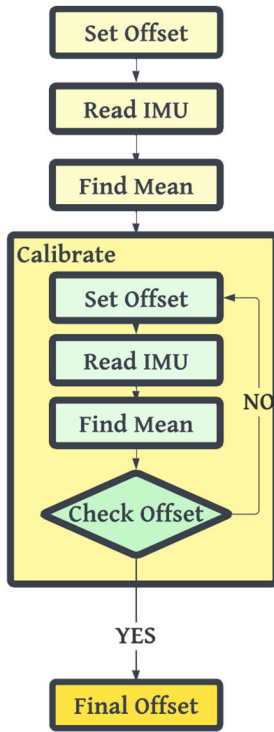 Set Offset
Read IMU
Find Mean
Calibrate
Set Offset
Read IMU
Find Mean
NO
Check Offset
YES
Final Offset